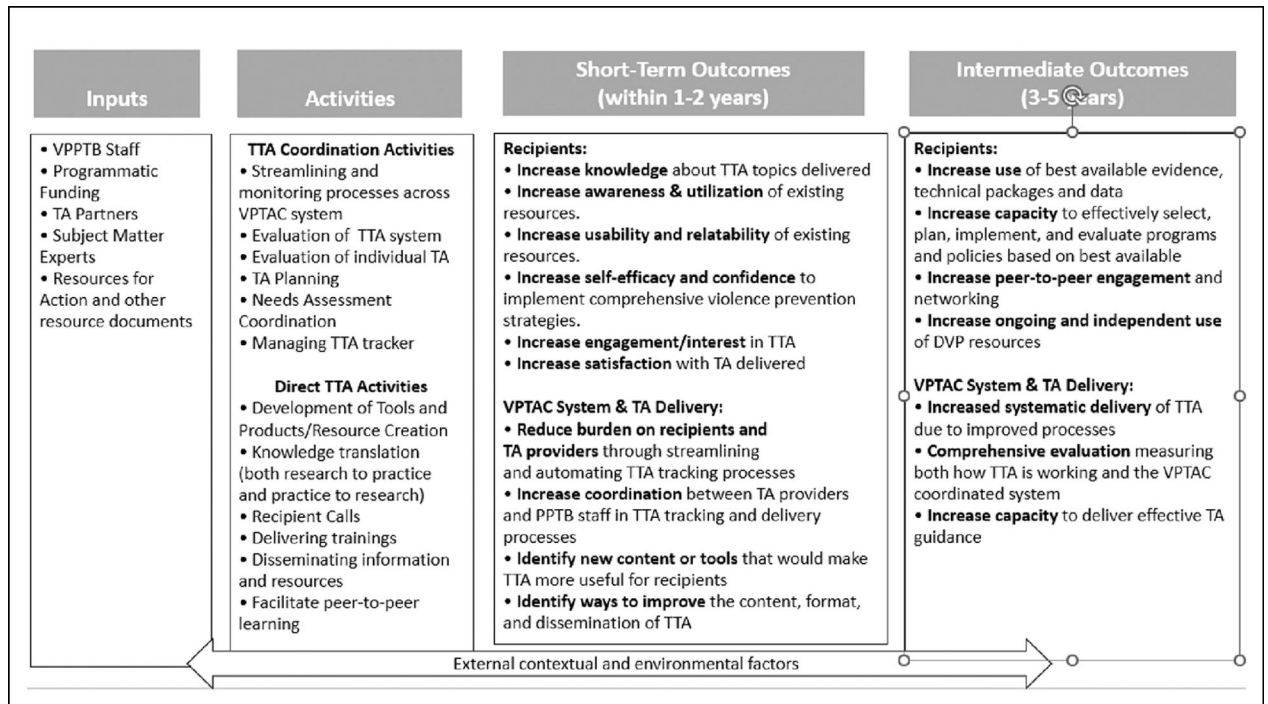 Inputs
• VPPTB Staff
• Programmatic
Funding
• TA Partners
• Subject Matter
Experts
• Resources for
Action and other
resource documents
Activities
TTA Coordination Activities
• Streamlining and
monitoring processes across
VPTAC system
• Evaluation of TTA system
• Evaluation of individual TA
• TA Planning
• Needs Assessment
Coordination
• Managing TTA tracker
Direct TTA Activities
• Development of Tools and
Products/Resource Creation
• Knowledge translation
(both research to practice
and practice to research)
• Recipient Calls
• Delivering trainings
• Disseminating information
and resources
• Facilitate peer-to-peer
learning
Short-Term Outcomes
(within 1-2 years)
Recipients:
• Increase knowledge about TTA topics delivered
• Increase awareness & utilization of existing
resources.
• Increase usability and relatability of existing
resources.
• Increase self-efficacy and confidence to
implement comprehensive violence prevention
strategies.
• Increase engagement/interest in TTA
• Increase satisfaction with TA delivered
VPTAC System & TA Delivery:
• Reduce burden on recipients and
TA providers through streamlining
and automating TTA tracking processes
• Increase coordination between TA providers
and PPTB staff in TTA tracking and delivery
processes
• Identify new content or tools that would make
TTA more useful for recipients
• Identify ways to improve the content, format,
and dissemination of TTA
Intermediate Outcomes
(3-5 years)
Recipients:
• Increase use of best available evidence,
technical packages and data
• Increase capacity to effectively select,
plan, implement, and evaluate programs
and policies based on best available
• Increase peer-to-peer engagement and
networking
• Increase ongoing and independent use
of DVP resources
VPTAC System & TA Delivery:
• Increased systematic delivery of TTA
due to improved processes
• Comprehensive evaluation measuring
both how TTA is working and the VPTAC
coordinated system
• Increase capacity to deliver effective TA
guidance
External contextual and environmental factors